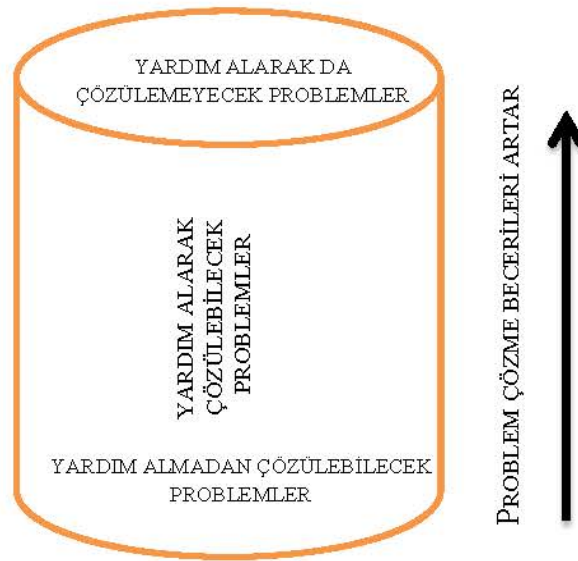 YARDIM ALARAK DA
ÇÖZÜLEMEYECEK PROBLEMLER
YARDIM ALARAK
ÇÖZÜLEBİLECEK
PROBLEMLER
YARDIM ALMADAN ÇÖZÜLEBİLECEK
PROBLEMLER
PROBLEM ÇÖZME BECERİLERİ ARTAR